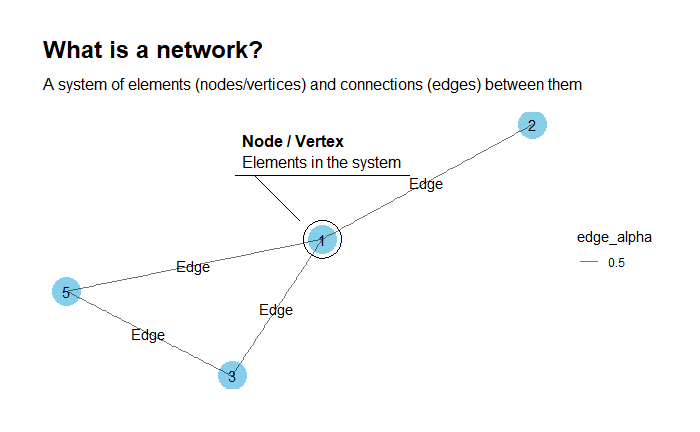 What is a network?
A system of elements (nodes/vertices) and connections (edges) between them
2
Node / Vertex
Elements in the system
Edge
1
edge_alpha
0.5
Edge
5
Edge
Edge
3